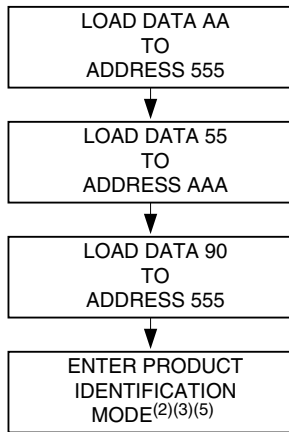 LOAD DATA AA
TO
ADDRESS 555
LOAD DATA 55
TO
ADDRESS AAA
LOAD DATA 90
TO
ADDRESS 555
ENTER PRODUCT
IDENTIFICATION
MODE(2)(3)(5)